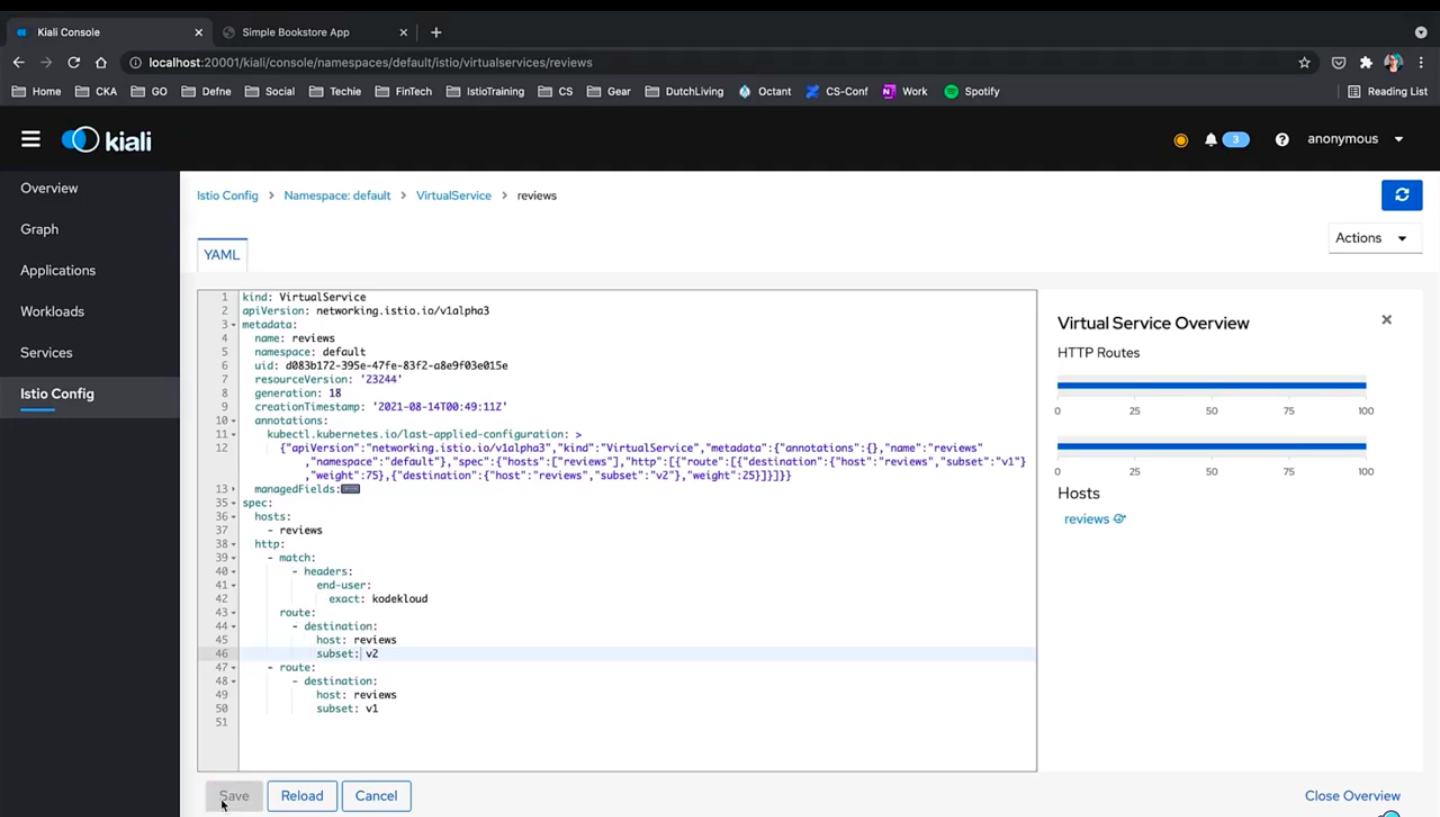 Kiali Console
Simple Bookstore App
localhost:20001/kiali/console/namespaces/default/istio/virtualservices/reviews
Home CKA GO Defne Social Techie FinTech IstioTraining CS Gear DutchLiving Octant CS-Conf Work Spotify Reading List
kiali
3
anonymous
Overview
Graph
Applications
Workloads
Services
Istio Config
Istio Config > Namespace: default > VirtualService > reviews
Actions
YAML
1 kind: VirtualService
2 apiVersion: networking.istio.io/v1alpha3
3 metadata:
4 name: reviews
5 namespace: default
6 uid: d083b172-395e-47fe-83f2-a8e9f03e015e
7 resourceVersion: '23244'
8 generation: 18
9 creationTimestamp: '2021-08-14T00:49:11Z'
10 annotations:
11 kubectl.kubernetes.io/last-applied-configuration: >
12 {"apiVersion":"networking.istio.io/v1alpha3","kind":"VirtualService","metadata":{"annotations":{},"name":"reviews"
,"namespace":"default"},"spec":{"hosts":["reviews"],"http":[{"route":[{"destination":{"host":"reviews","subset":"v1"}
,"weight":75},{"destination":{"host":"reviews","subset":"v2"},"weight":25}]}]}}
13 managedFields:
35 spec:
36 hosts:
37 - reviews
38 http:
39 - match:
40 - headers:
41 end-user:
42 exact: kodekloud
43 route:
44 - destination:
45 host: reviews
46 subset: v2
47 - route:
48 - destination:
49 host: reviews
50 subset: v1
51
Virtual Service Overview
HTTP Routes
0 25 50 75 100
0 25 50 75 100
Hosts
reviews
Save
Reload
Cancel
Close Overview